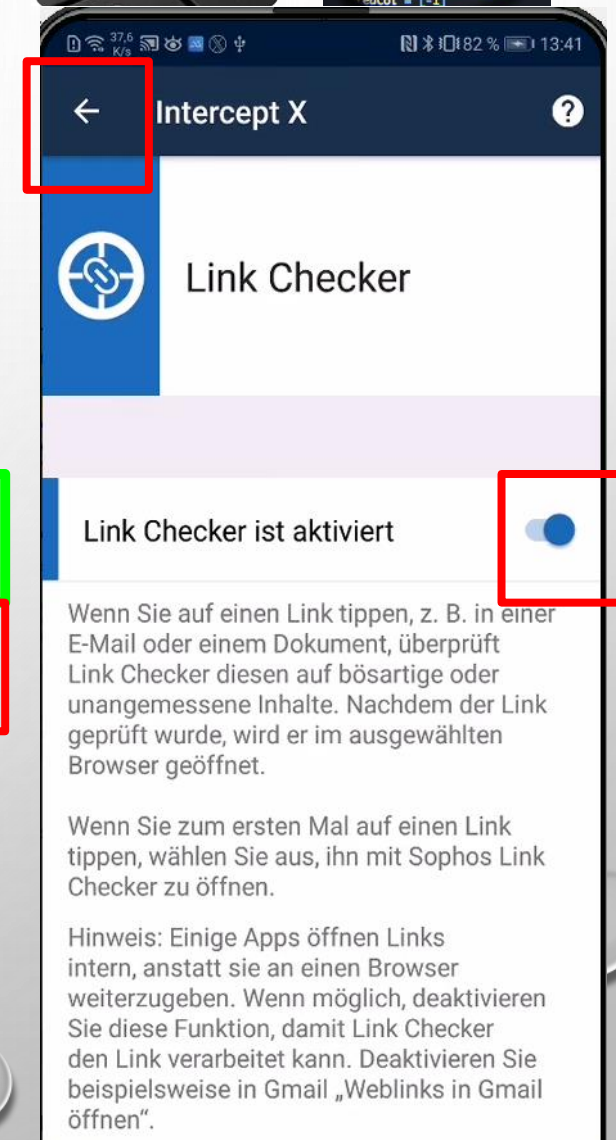 eucol = [-1]
37,6
K/s
82 % 13:41
Intercept X
?
Link Checker
Link Checker ist aktiviert
Wenn Sie auf einen Link tippen, z. B. in einer
E-Mail oder einem Dokument, überprüft
Link Checker diesen auf bösartige oder
unangemessene Inhalte. Nachdem der Link
geprüft wurde, wird er im ausgewählten
Browser geöffnet.
Wenn Sie zum ersten Mal auf einen Link
tippen, wählen Sie aus, ihn mit Sophos Link
Checker zu öffnen.
Hinweis: Einige Apps öffnen Links
intern, anstatt sie an einen Browser
weiterzugeben. Wenn möglich, deaktivieren
Sie diese Funktion, damit Link Checker
den Link verarbeitet kann. Deaktivieren Sie
beispielsweise in Gmail „Weblinks in Gmail
öffnen“.